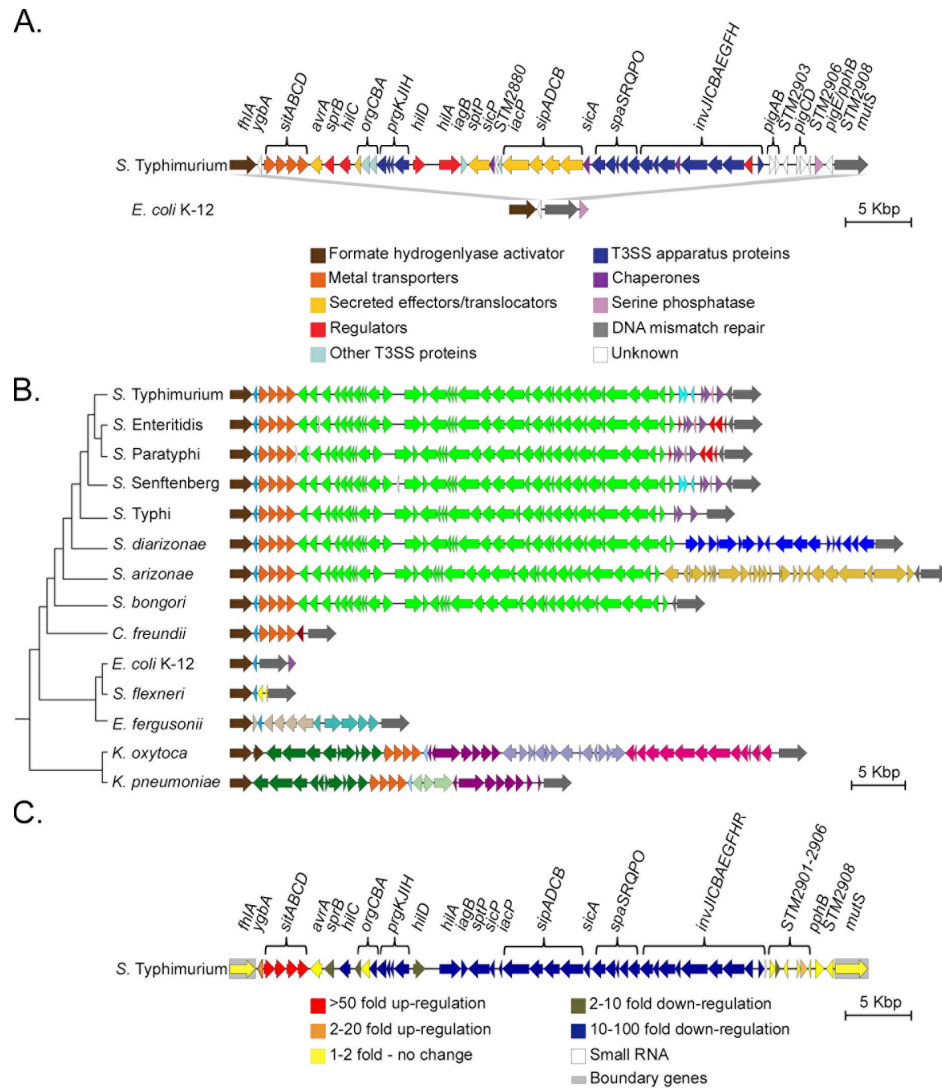 A.
fhlA ygbA sitABCD avrA sprB hilC orgCBA prgKJIH hilD hilA iagB sptP sicP STM2880 iacP sipADCB sicA spaSRQPO invJICBAEGFH pigAB STM2903 pigCD STM2906 pigE/pphB STM2908 mutS
S. Typhimurium
E. coli K-12
5 Kbp
Formate hydrogenlyase activator
Metal transporters
Secreted effectors/translocators
Regulators
Other T3SS proteins
T3SS apparatus proteins
Chaperones
Serine phosphatase
DNA mismatch repair
Unknown
B.
S. Typhimurium
S. Enteritidis
S. Paratyphi
S. Senftenberg
S. Typhi
S. diarizonae
S. arizonae
S. bongori
C. freundii
E. coli K-12
S. flexneri
E. fergusonii
K. oxytoca
K. pneumoniae
5 Kbp
C.
fhlA ygbA sitABCD avrA sprB hilC orgCBA prgKJIH hilD hilA iagB sptP sicP iacP sipADCB sicA spaSRQPO invJICBAEGFHR STM2901-2906 pphB STM2908 mutS
S. Typhimurium
>50 fold up-regulation
2-20 fold up-regulation
1-2 fold - no change
2-10 fold down-regulation
10-100 fold down-regulation
Small RNA
Boundary genes
5 Kbp